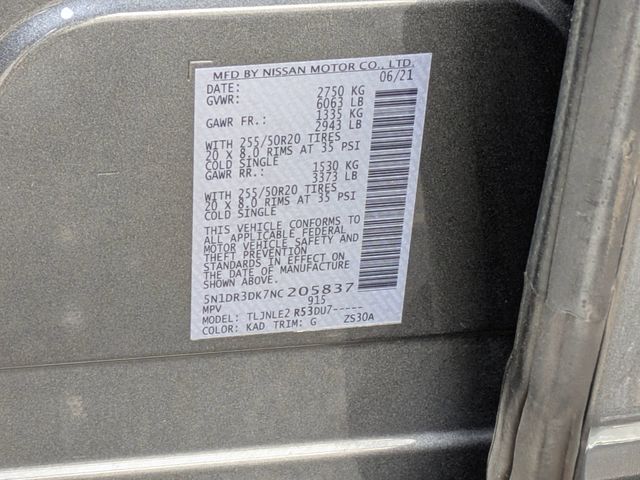 MFD BY NISSAN MOTOR CO., LTD.
DATE: 06/21
GVWR: 2750 KG
6063 LB
GAWR FR.: 1335 KG
2943 LB
WITH 255/50R20 TIRES
20 X 8.0 RIMS AT 35 PSI
COLD SINGLE
GAWR RR.: 1530 KG
3373 LB
WITH 255/50R20 TIRES
20 X 8.0 RIMS AT 35 PSI
COLD SINGLE
THIS VEHICLE CONFORMS TO
ALL APPLICABLE FEDERAL
MOTOR VEHICLE SAFETY AND
THEFT PREVENTION
STANDARDS IN EFFECT ON
THE DATE OF MANUFACTURE
SHOWN ABOVE.
5N1DR3DK7NC205837
MPV 915
MODEL: TLJNLE2 R53DU7-----
COLOR: KAD TRIM: G ZS30A